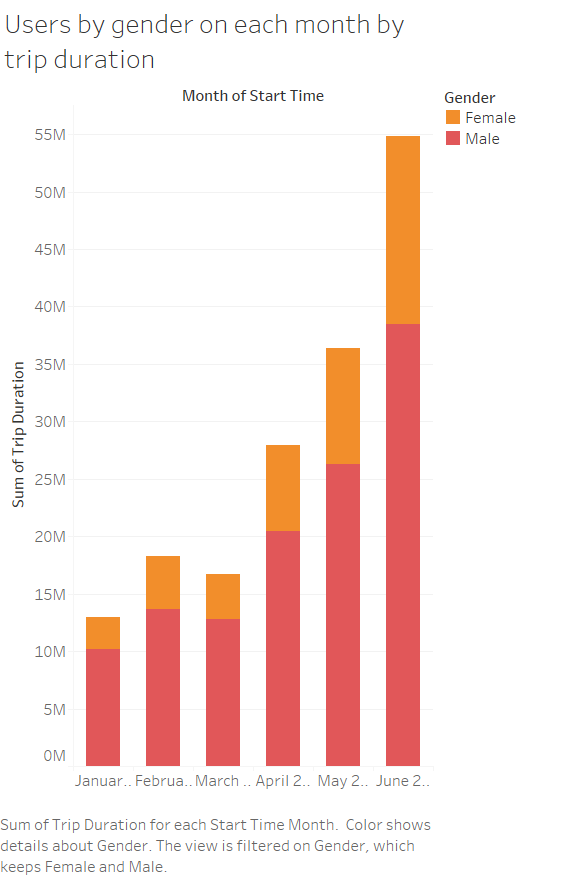 Users by gender on each month by
trip duration
Month of Start Time
Gender
Female
Male
55M
50M
45M
40M
35M
30M
25M
20M
15M
10M
5M
0M
Sum of Trip Duration
Januar.. Februa.. March .. April 2.. May 2.. June 2..
Sum of Trip Duration for each Start Time Month.  Color shows
details about Gender. The view is filtered on Gender, which
keeps Female and Male.